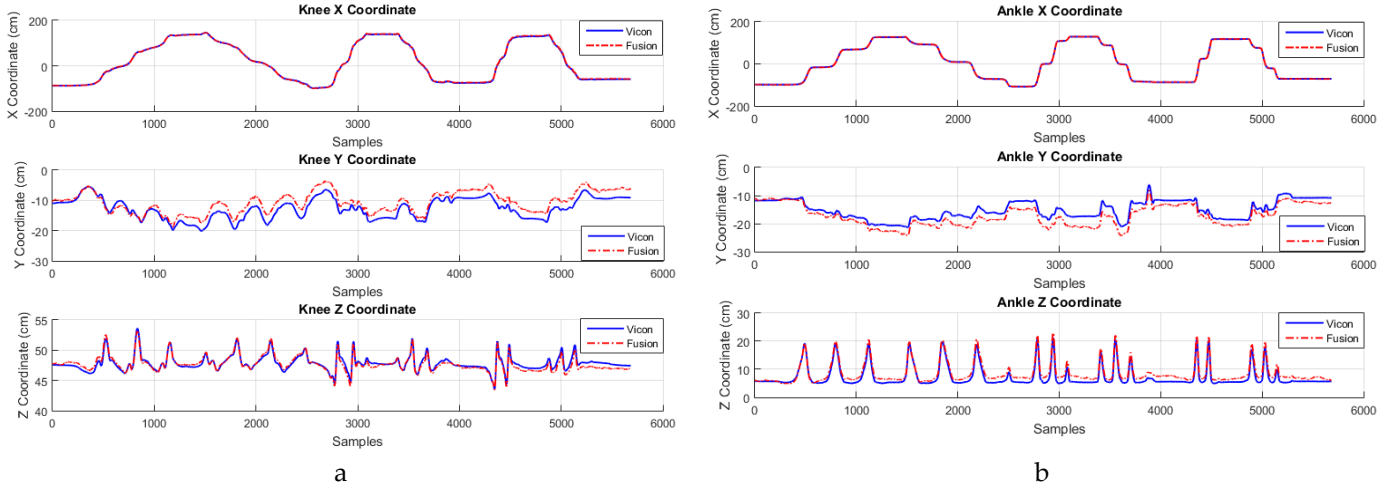 Knee X Coordinate
X Coordinate (cm)
200
0
-200
0 1000 2000 3000 4000 5000 6000
Samples
Vicon
Fusion
Knee Y Coordinate
Y Coordinate (cm)
0
-10
-20
-30
0 1000 2000 3000 4000 5000 6000
Samples
Vicon
Fusion
Knee Z Coordinate
Z Coordinate (cm)
55
50
45
40
0 1000 2000 3000 4000 5000 6000
Samples
Vicon
Fusion
a
Ankle X Coordinate
X Coordinate (cm)
200
0
-200
0 1000 2000 3000 4000 5000 6000
Samples
Vicon
Fusion
Ankle Y Coordinate
Y Coordinate (cm)
0
-10
-20
-30
0 1000 2000 3000 4000 5000 6000
Samples
Vicon
Fusion
Ankle Z Coordinate
Z Coordinate (cm)
30
20
10
0
0 1000 2000 3000 4000 5000 6000
Samples
Vicon
Fusion
b